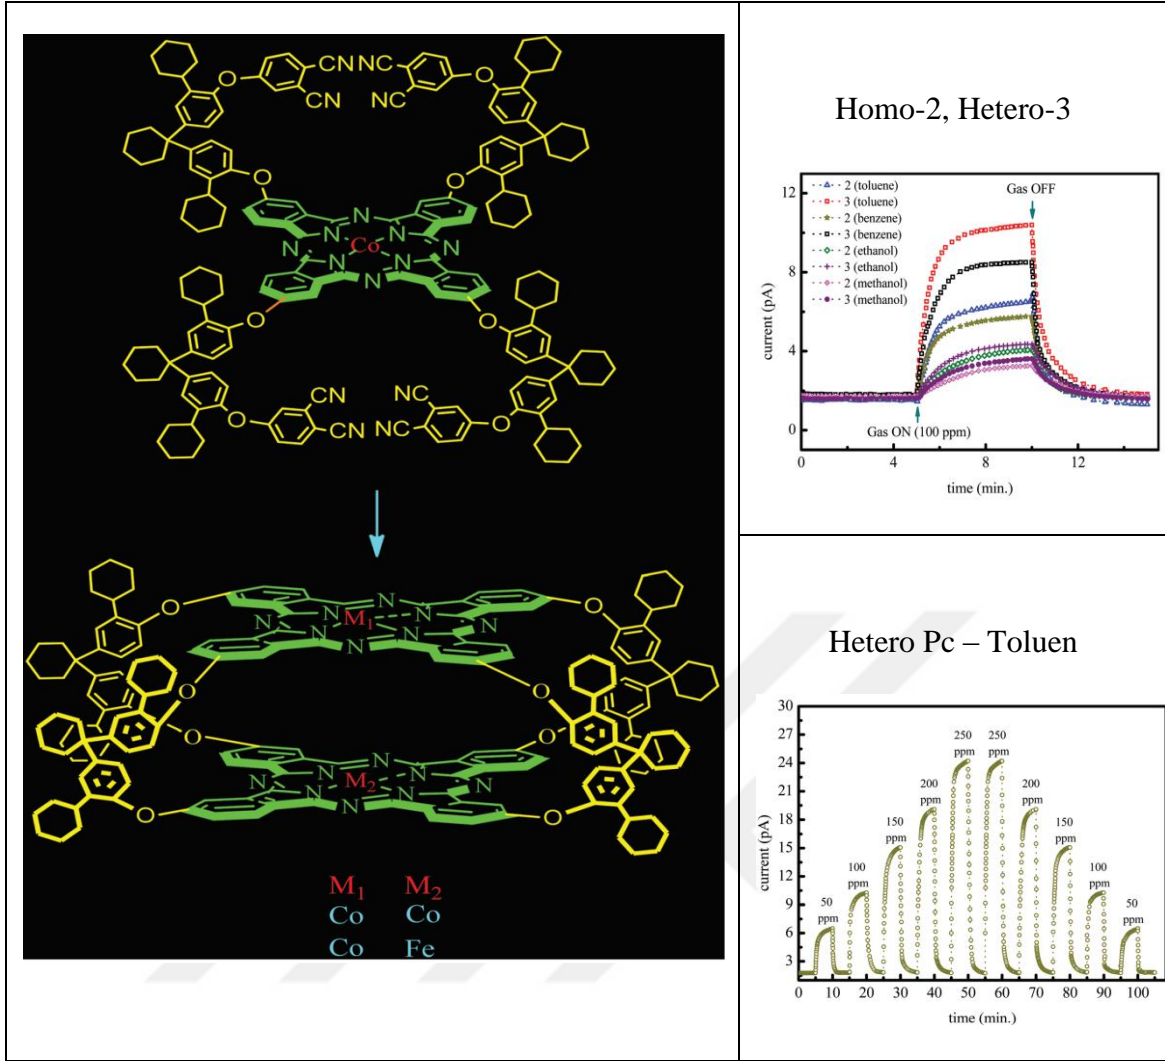 CN NC
O CN NC O
O O
N N N
N N Co N N
N N N
O O
CN NC
O CN NC O
O N O
N M₁ N
N N N N
N
O O
O N O
N M₂ N
N N N N
N
O O
M₁ M₂
Co Co
Co Fe
Homo-2, Hetero-3
12
8
4
0
current (pA)
2 (toluene)
3 (toluene)
2 (benzene)
3 (benzene)
2 (ethanol)
3 (ethanol)
2 (methanol)
3 (methanol)
Gas OFF
Gas ON (100 ppm)
0 4 8 12
time (min.)
Hetero Pc – Toluen
30
27
24
21
18
15
12
9
6
3
current (pA)
50
ppm
100
ppm
150
ppm
200
ppm
250
ppm
250
ppm
200
ppm
150
ppm
100
ppm
50
ppm
0 10 20 30 40 50 60 70 80 90 100
time (min.)